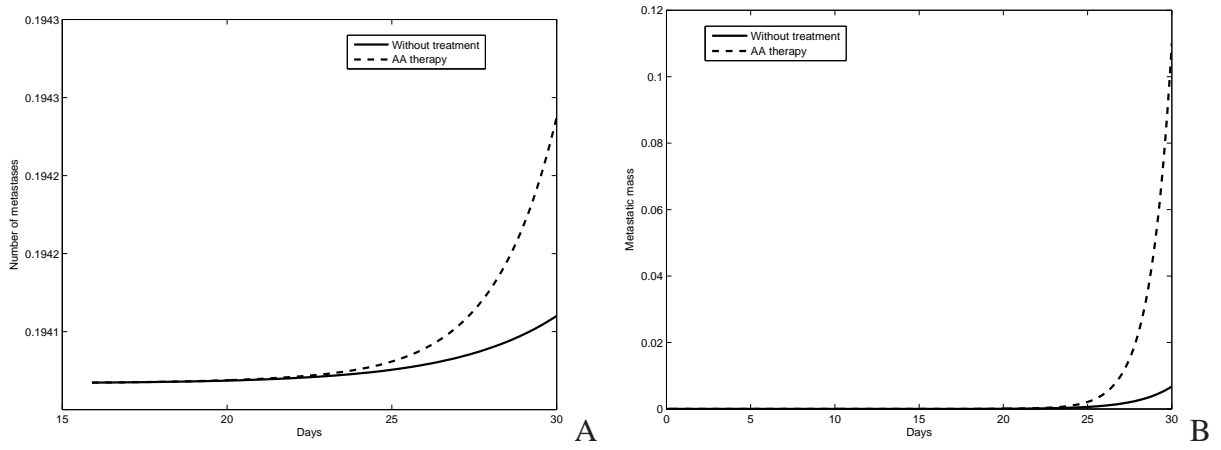 0.1943
0.1943
0.1942
0.1942
0.1941
15 20 25 30
Days
Number of metastases
Without treatment
AA therapy
A
0.12
0.1
0.08
0.06
0.04
0.02
0
0 5 10 15 20 25 30
Days
Metastatic mass
Without treatment
AA therapy
B